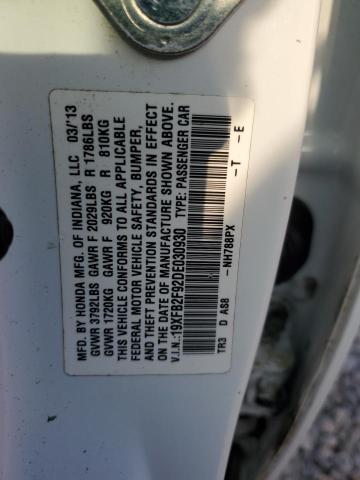 MFD. BY HONDA MFG. OF INDIANA, LLC 03/'13
GVWR 3792LBS GAWR F 2029LBS R 1786LBS
GVWR 1720KG GAWR F 920KG R 810KG
THIS VEHICLE CONFORMS TO ALL APPLICABLE
FEDERAL MOTOR VEHICLE SAFETY, BUMPER,
AND THEFT PREVENTION STANDARDS IN EFFECT
ON THE DATE OF MANUFACTURE SHOWN ABOVE.
V.I.N.:19XFB2F92DE030930 TYPE: PASSENGER CAR
-NH788PX -T -E
TR3 D AS8